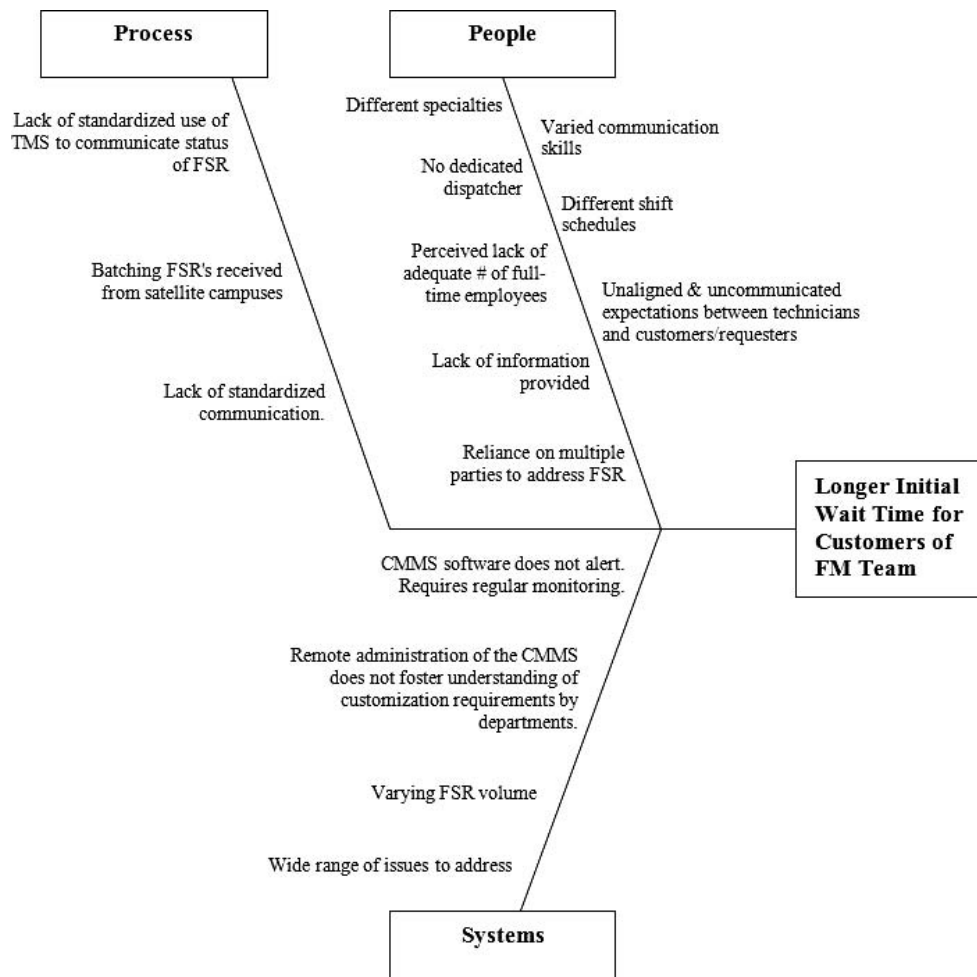 Process
People
Lack of standardized use of
TMS to communicate status
of FSR
Batching FSR's received
from satellite campuses
Lack of standardized
communication.
Different specialties
No dedicated
dispatcher
Perceived lack of
adequate # of full-
time employees
Lack of information
provided
Reliance on multiple
parties to address FSR
Varied communication
skills
Different shift
schedules
Unaligned & uncommunicated
expectations between technicians
and customers/requesters
Longer Initial
Wait Time for
Customers of
FM Team
CMMS software does not alert.
Requires regular monitoring.
Remote administration of the CMMS
does not foster understanding of
customization requirements by
departments.
Varying FSR volume
Wide range of issues to address
Systems